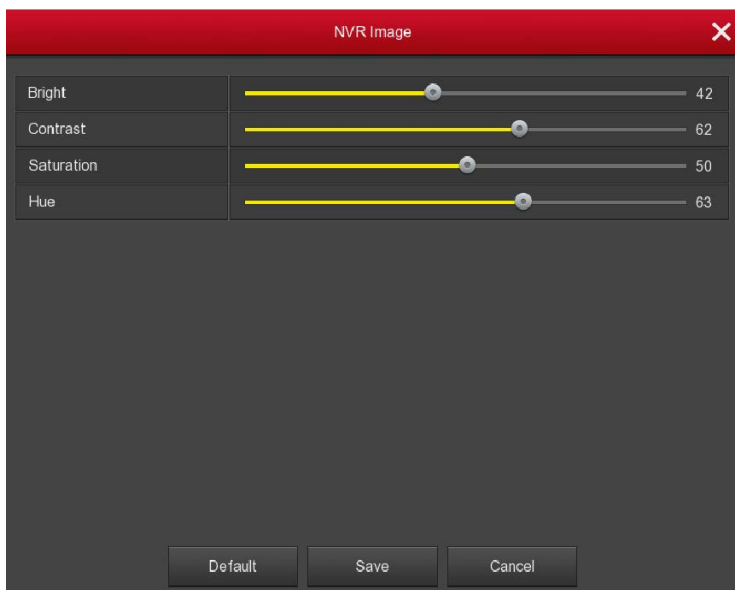 NVR Image
Bright 42
Contrast 62
Saturation 50
Hue 63
Default Save Cancel